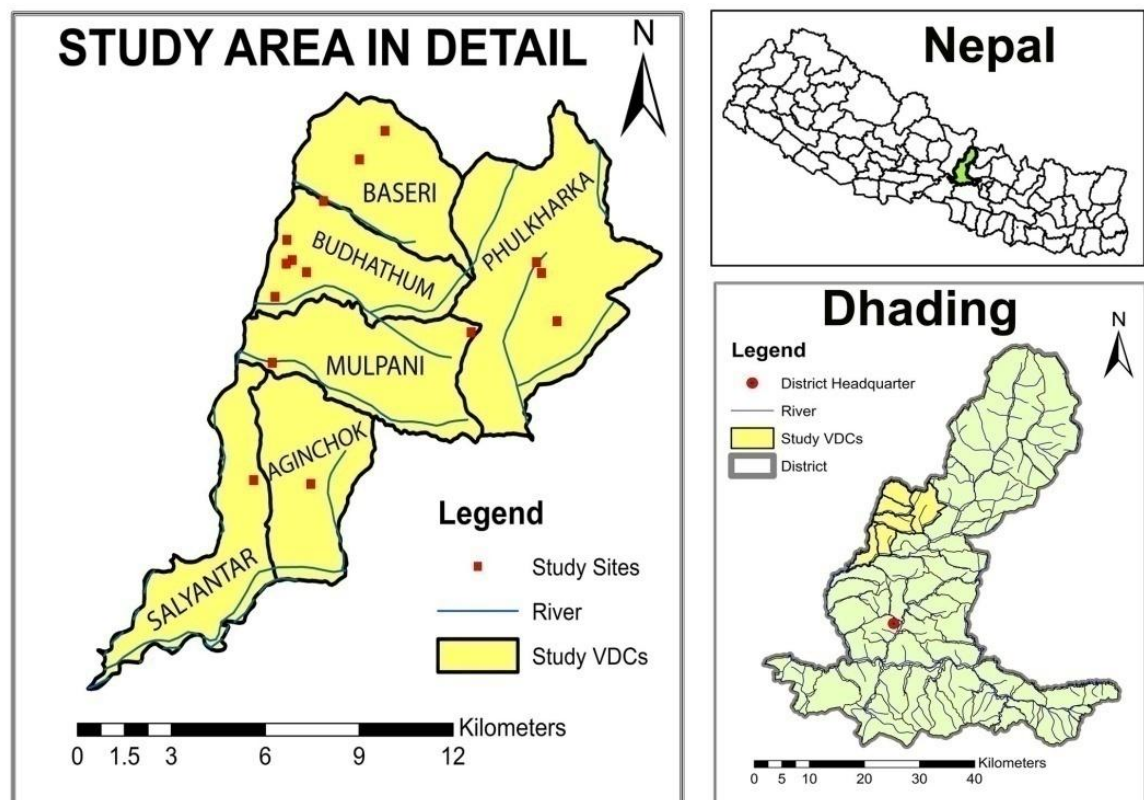 STUDY AREA IN DETAIL
N
BASERI
PHULKHARKA
BUDHATHUM
MULPANI
AGINCHOK
SALYANTAR
Legend
Study Sites
River
Study VDCs
Kilometers
0 1.5 3 6 9 12
Nepal
Dhading
N
Legend
District Headquarter
River
Study VDCs
District
Kilometers
0 5 10 20 30 40